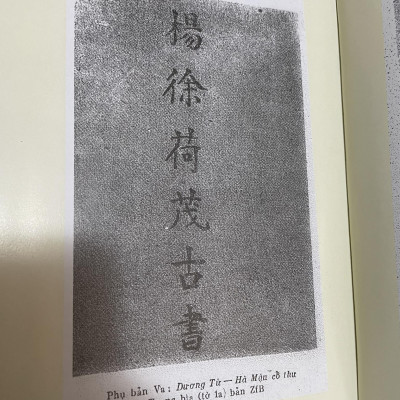 楊徐荷茂古書
Phụ bản Va: Dương Từ — Hà Mậu cổ thư
bìa (tờ 1a) bản ZfB